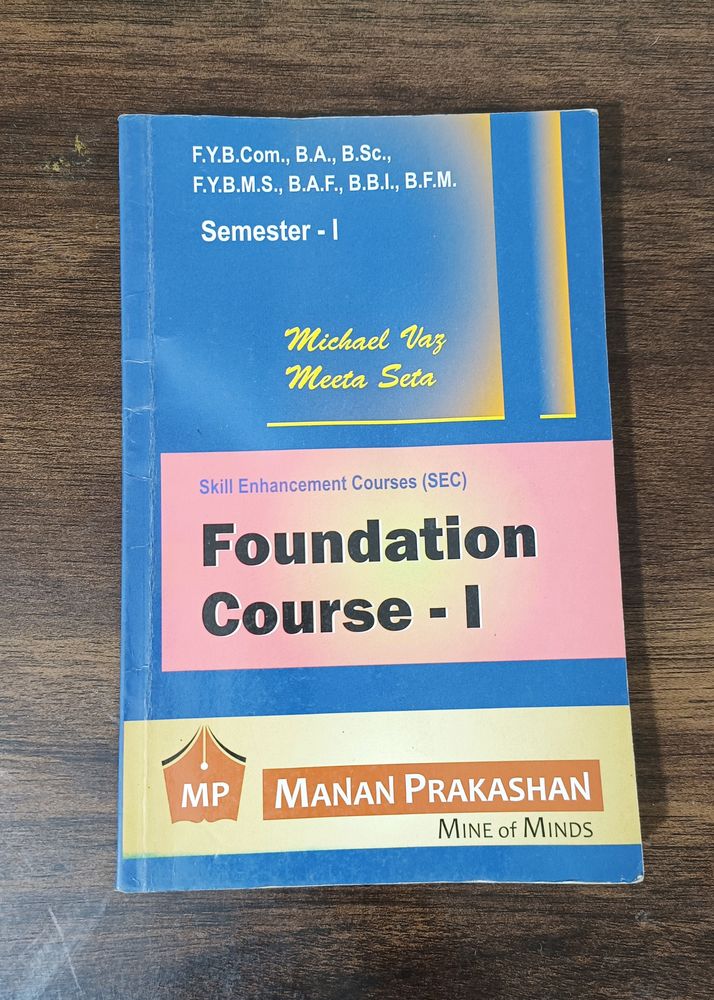 F.Y.B.Com., B.A., B.Sc.,
F.Y.B.M.S., B.A.F., B.B.I., B.F.M.
Semester - I
Michael Vaz
Meeta Seta
Skill Enhancement Courses (SEC)
Foundation
Course - I
MP
MANAN PRAKASHAN
MINE of MINDS